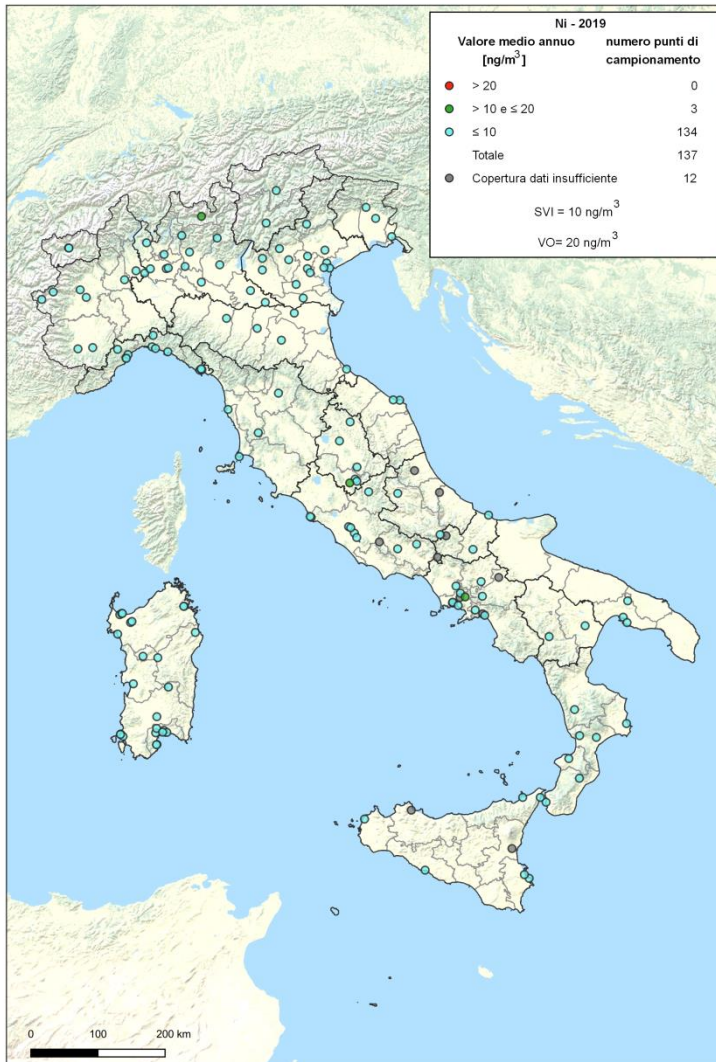 Ni - 2019
Valore medio annuo numero punti di
[ng/m³] campionamento
> 20 0
> 10 e ≤ 20 3
≤ 10 134
Totale 137
Copertura dati insufficiente 12
SVI = 10 ng/m³
VO= 20 ng/m³
0 100 200 km